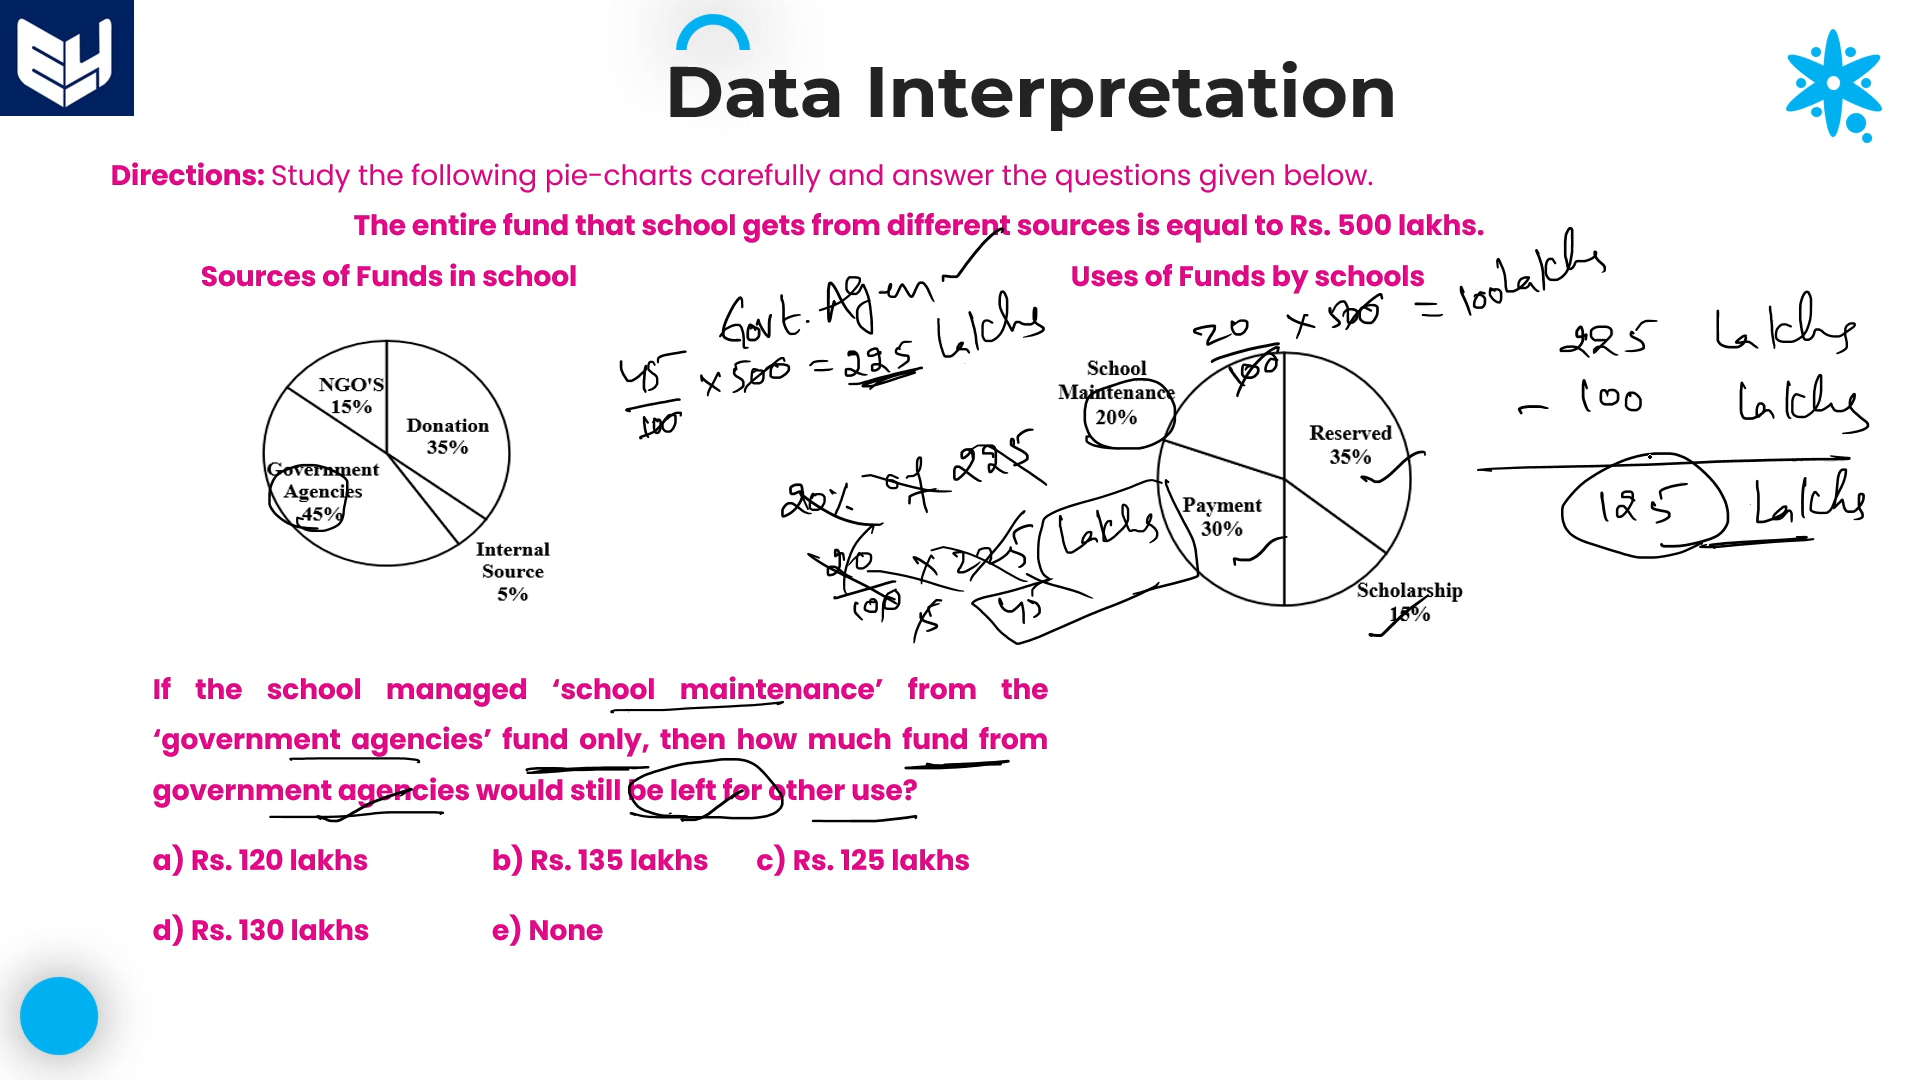 Data Interpretation
Directions: Study the following pie-charts carefully and answer the questions given below.
The entire fund that school gets from different sources is equal to Rs. 500 lakhs.
Sources of Funds in school
Uses of Funds by schools
NGO'S
15%
Donation
35%
Government
Agencies
45%
Internal
Source
5%
Govt. Agen
45/100 × 500 = 225 lakhs
20% of 225
20/100 × 225 lakhs
5
45
20/100 × 500 = 100 lakhs
School
Maintenance
20%
Reserved
35%
Payment
30%
Scholarship
15%
225 lakhs
- 100 lakhs
125 lakhs
If the school managed ‘school maintenance’ from the
‘government agencies’ fund only, then how much fund from
government agencies would still be left for other use?
a) Rs. 120 lakhs b) Rs. 135 lakhs c) Rs. 125 lakhs
d) Rs. 130 lakhs e) None